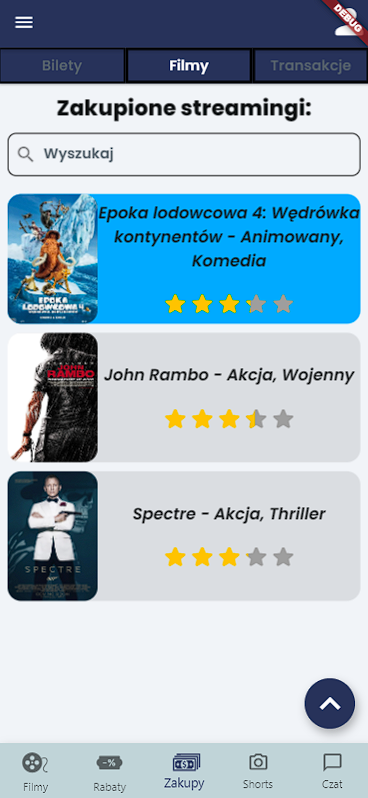 DEBUG
Bilety
Filmy
Transakcje
Zakupione streamingi:
Wyszukaj
Epoka lodowcowa 4: Wędrówka
kontynentów - Animowany,
Komedia
EPOKA
LODOWCOWA 4
JOHN
RAMBO
John Rambo - Akcja, Wojenny
Spectre - Akcja, Thriller
SPECTRE
007
-%
$
Filmy
Rabaty
Zakupy
Shorts
Czat